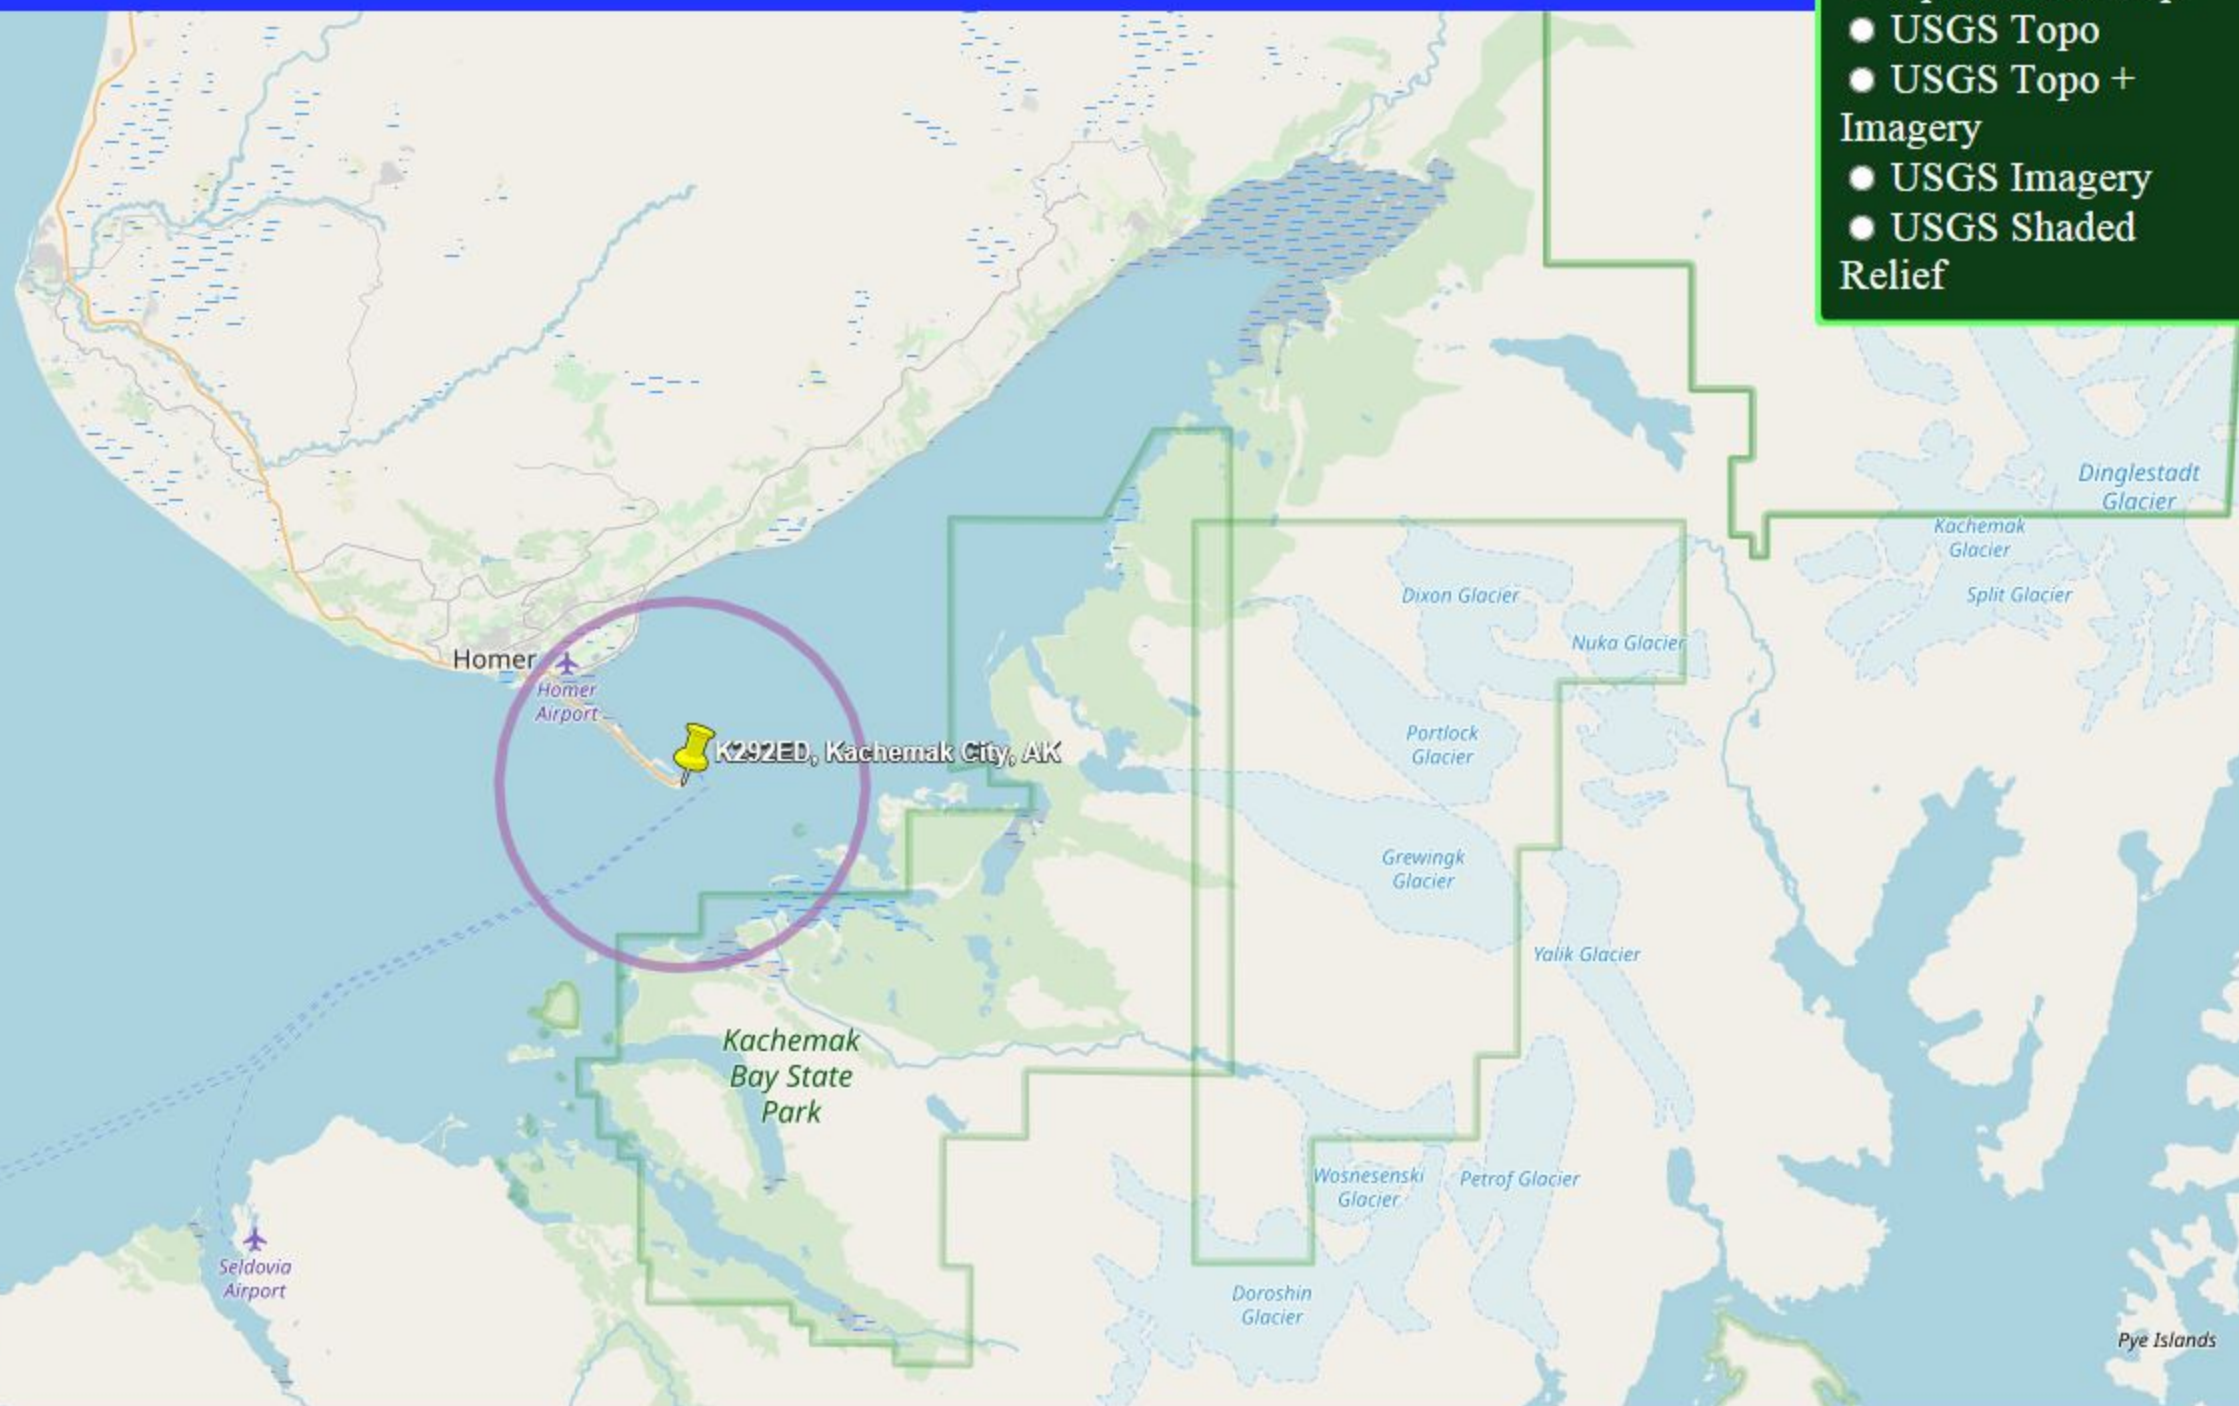 USGS Topo
USGS Topo +
Imagery
USGS Imagery
USGS Shaded
Relief
Dinglestadt
Glacier
Kachemak
Glacier
Split Glacier
Dixon Glacier
Nuka Glacier
Homer
Homer
Airport
K292ED, Kachemak City, AK
Portlock
Glacier
Grewingk
Glacier
Yalik Glacier
Kachemak
Bay State
Park
Wosnesenski
Glacier
Petrof Glacier
Seldovia
Airport
Doroshin
Glacier
Pye Islands